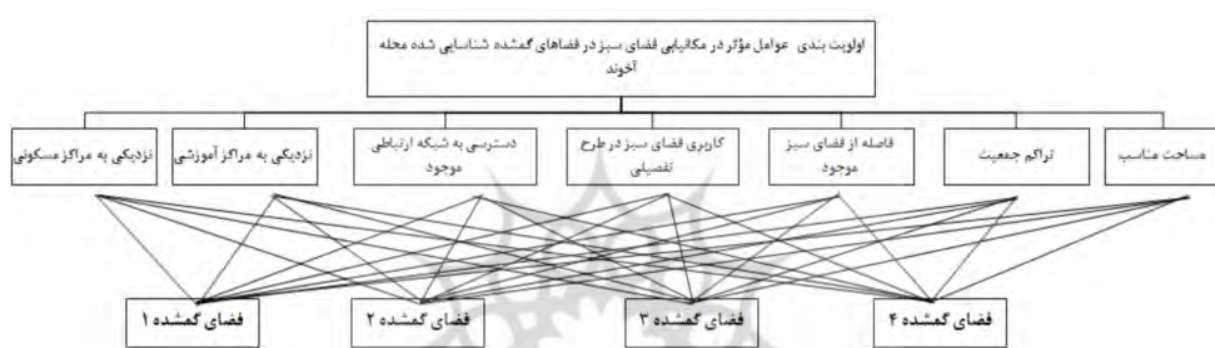 اولویت بندی عوامل مؤثر در مکانیابی فضای سبز در فضاهای گمشده شناسایی شده محله
آخوند
مساحت مناسب
تراکم جمعیت
فاصله از فضای سبز
موجود
کاربری فضای سبز در طرح
تفصیلی
دسترسی به شبکه ارتباطی
موجود
نزدیکی به مراکز آموزشی
نزدیکی به مراکز مسکونی
فضای گمشده ۴
فضای گمشده ۳
فضای گمشده ۲
فضای گمشده ۱